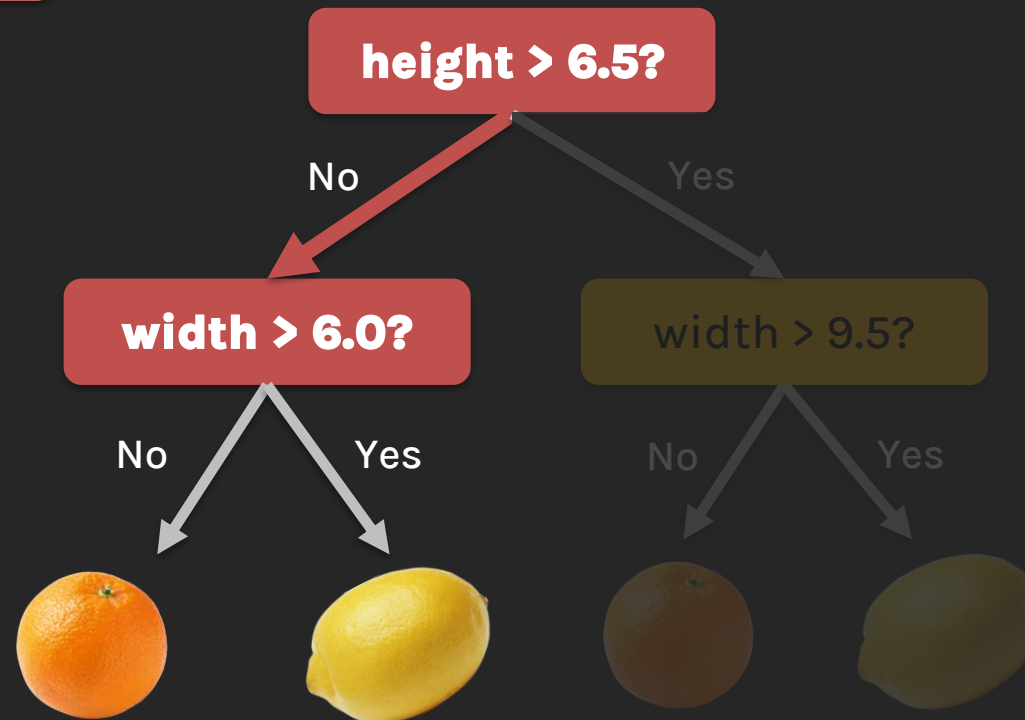 height > 6.5?
No
Yes
width > 6.0?
width > 9.5?
No
Yes
No
Yes